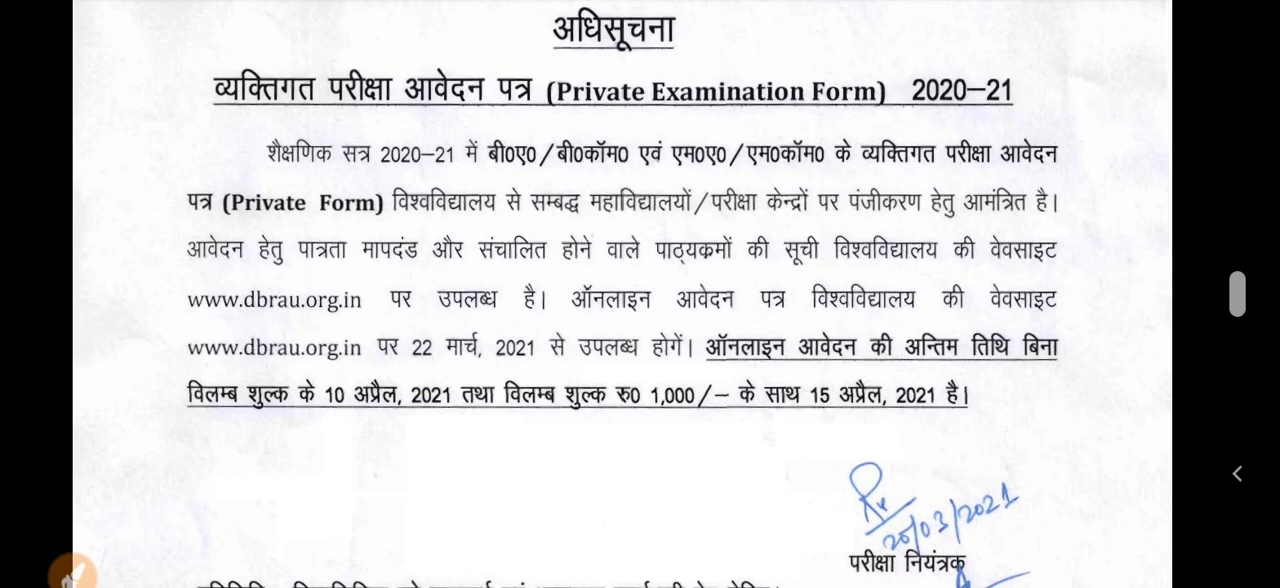 अधिसूचना
व्यक्तिगत परीक्षा आवेदन पत्र (Private Examination Form) 2020–21
शैक्षणिक सत्र 2020–21 में बी0ए0/बी0कॉम0 एवं एम0ए0/एम0कॉम0 के व्यक्तिगत परीक्षा आवेदन
पत्र (Private Form) विश्वविद्यालय से सम्बद्ध महाविद्यालयों/परीक्षा केन्द्रों पर पंजीकरण हेतु आमंत्रित है।
आवेदन हेतु पात्रता मापदंड और संचालित होने वाले पाठ्यक्रमों की सूची विश्वविद्यालय की वेवसाइट
www.dbrau.org.in पर उपलब्ध है। ऑनलाइन आवेदन पत्र विश्वविद्यालय की वेवसाइट
www.dbrau.org.in पर 22 मार्च, 2021 से उपलब्ध होगें। ऑनलाइन आवेदन की अन्तिम तिथि बिना
विलम्ब शुल्क के 10 अप्रैल, 2021 तथा विलम्ब शुल्क रु0 1,000/– के साथ 15 अप्रैल, 2021 है।
20/03/2021
परीक्षा नियंत्रक